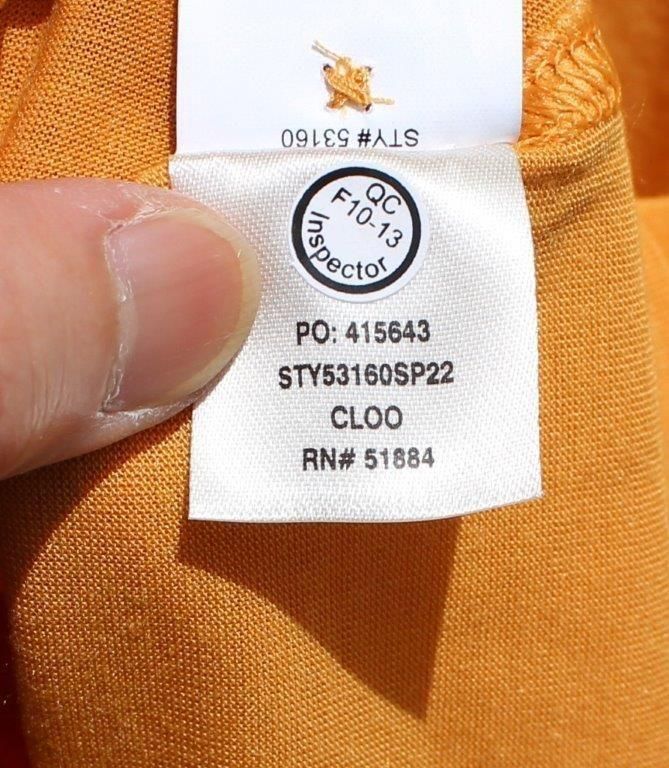 STY# 53160
QC
F10-13
Inspector
PO: 415643
STY53160SP22
CLOO
RN# 51884